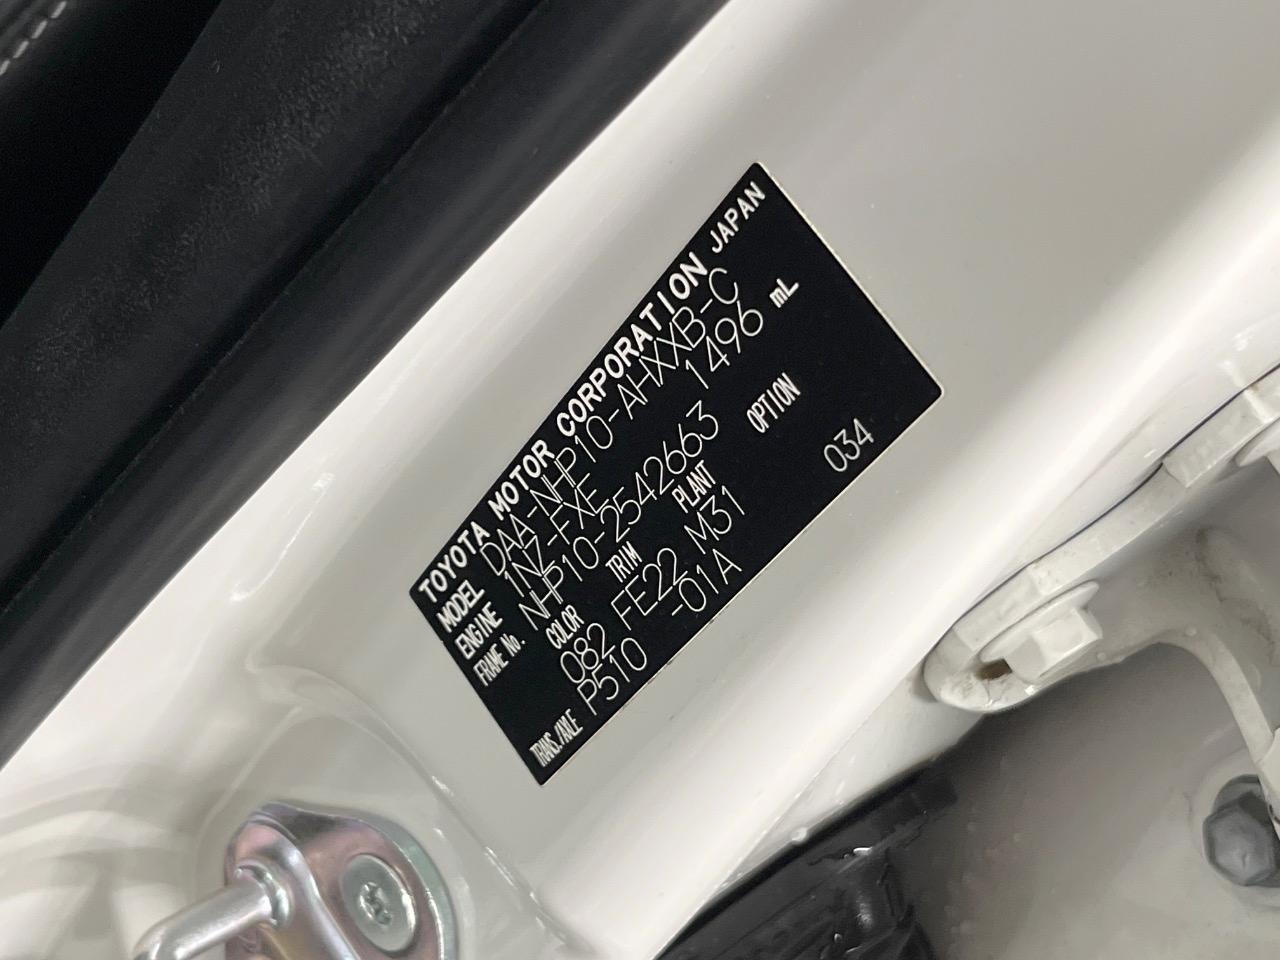 TOYOTA MOTOR CORPORATION JAPAN
MODEL DAA-NHP10-AHXXB-C
ENGINE 1NZ-FXE 1496 mL
FRAME No. NHP10-2542663
COLOR TRIM PLANT OPTION
082 FE22 M31 034
TRANS./AXLE P510 -01A